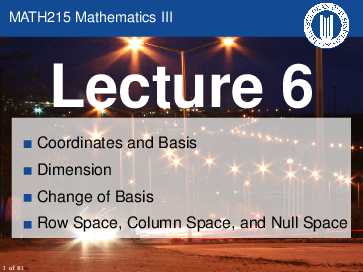 MATH215 Mathematics III
Lecture 6
Coordinates and Basis
Dimension
Change of Basis
Row Space, Column Space, and Null Space
1 of 81